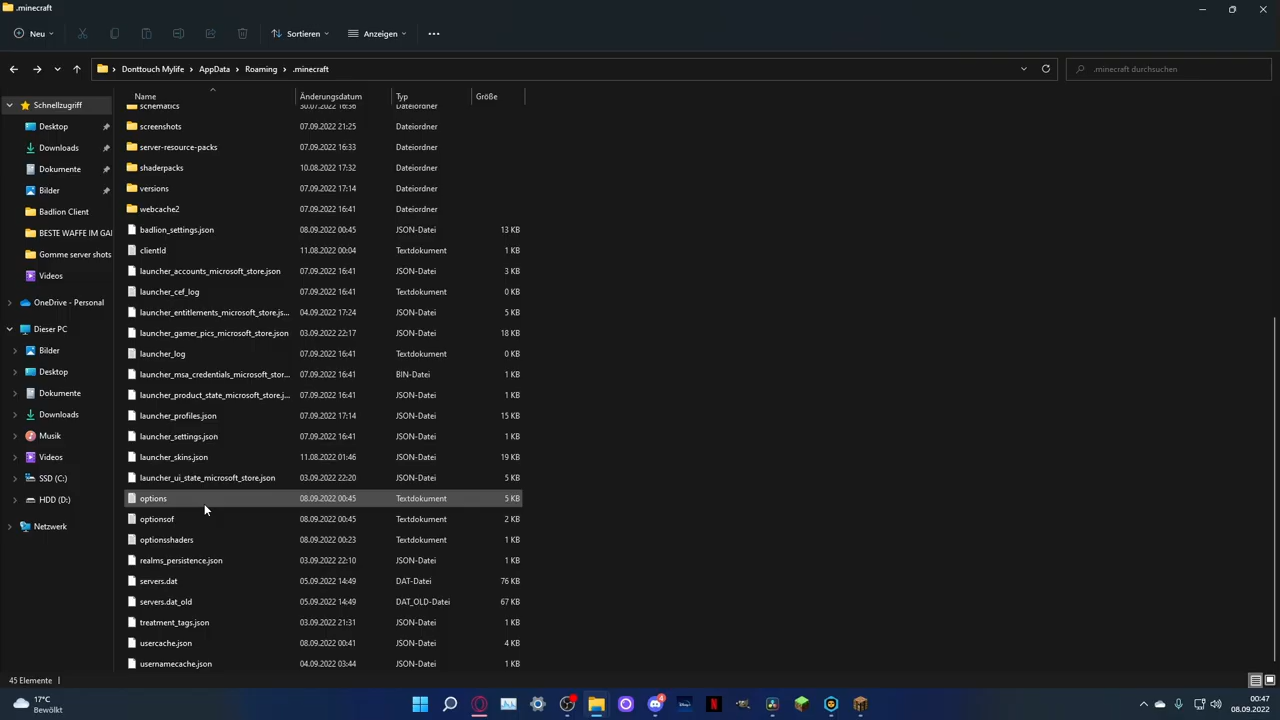 .minecraft
Neu
Sortieren
Anzeigen
Donttouch Mylife > AppData > Roaming > .minecraft
.minecraft durchsuchen
Name Änderungsdatum Typ Größe
Schnellzugriff
Desktop
Downloads
Dokumente
Bilder
Badlion Client
BESTE WAFFE IM GA
Gomme server shots
Videos
OneDrive - Personal
Dieser PC
Bilder
Desktop
Dokumente
Downloads
Musik
Videos
SSD (C:)
HDD (D:)
Netzwerk
schematics 30.07.2022 16:36 Dateiordner
screenshots 07.09.2022 21:25 Dateiordner
server-resource-packs 07.09.2022 16:33 Dateiordner
shaderpacks 10.08.2022 17:32 Dateiordner
versions 07.09.2022 17:14 Dateiordner
webcache2 07.09.2022 16:41 Dateiordner
badlion_settings.json 08.09.2022 00:45 JSON-Datei 13 KB
clientId 11.08.2022 00:04 Textdokument 1 KB
launcher_accounts_microsoft_store.json 07.09.2022 16:41 JSON-Datei 3 KB
launcher_cef_log 07.09.2022 16:41 Textdokument 0 KB
launcher_entitlements_microsoft_store.js... 04.09.2022 17:24 JSON-Datei 5 KB
launcher_gamer_pics_microsoft_store.json 03.09.2022 22:17 JSON-Datei 18 KB
launcher_log 07.09.2022 16:41 Textdokument 0 KB
launcher_msa_credentials_microsoft_stor... 07.09.2022 16:41 BIN-Datei 1 KB
launcher_product_state_microsoft_store.j... 07.09.2022 16:41 JSON-Datei 1 KB
launcher_profiles.json 07.09.2022 17:14 JSON-Datei 15 KB
launcher_settings.json 07.09.2022 16:41 JSON-Datei 1 KB
launcher_skins.json 11.08.2022 01:46 JSON-Datei 19 KB
launcher_ui_state_microsoft_store.json 03.09.2022 22:20 JSON-Datei 5 KB
options 08.09.2022 00:45 Textdokument 5 KB
optionsof 08.09.2022 00:45 Textdokument 2 KB
optionsshaders 08.09.2022 00:23 Textdokument 1 KB
realms_persistence.json 03.09.2022 22:10 JSON-Datei 1 KB
servers.dat 05.09.2022 14:49 DAT-Datei 76 KB
servers.dat_old 05.09.2022 14:49 DAT_OLD-Datei 67 KB
treatment_tags.json 03.09.2022 21:31 JSON-Datei 1 KB
usercache.json 08.09.2022 00:41 JSON-Datei 4 KB
usernamecache.json 04.09.2022 03:44 JSON-Datei 1 KB
45 Elemente
17°C
Bewölkt
4
00:47
08.09.2022